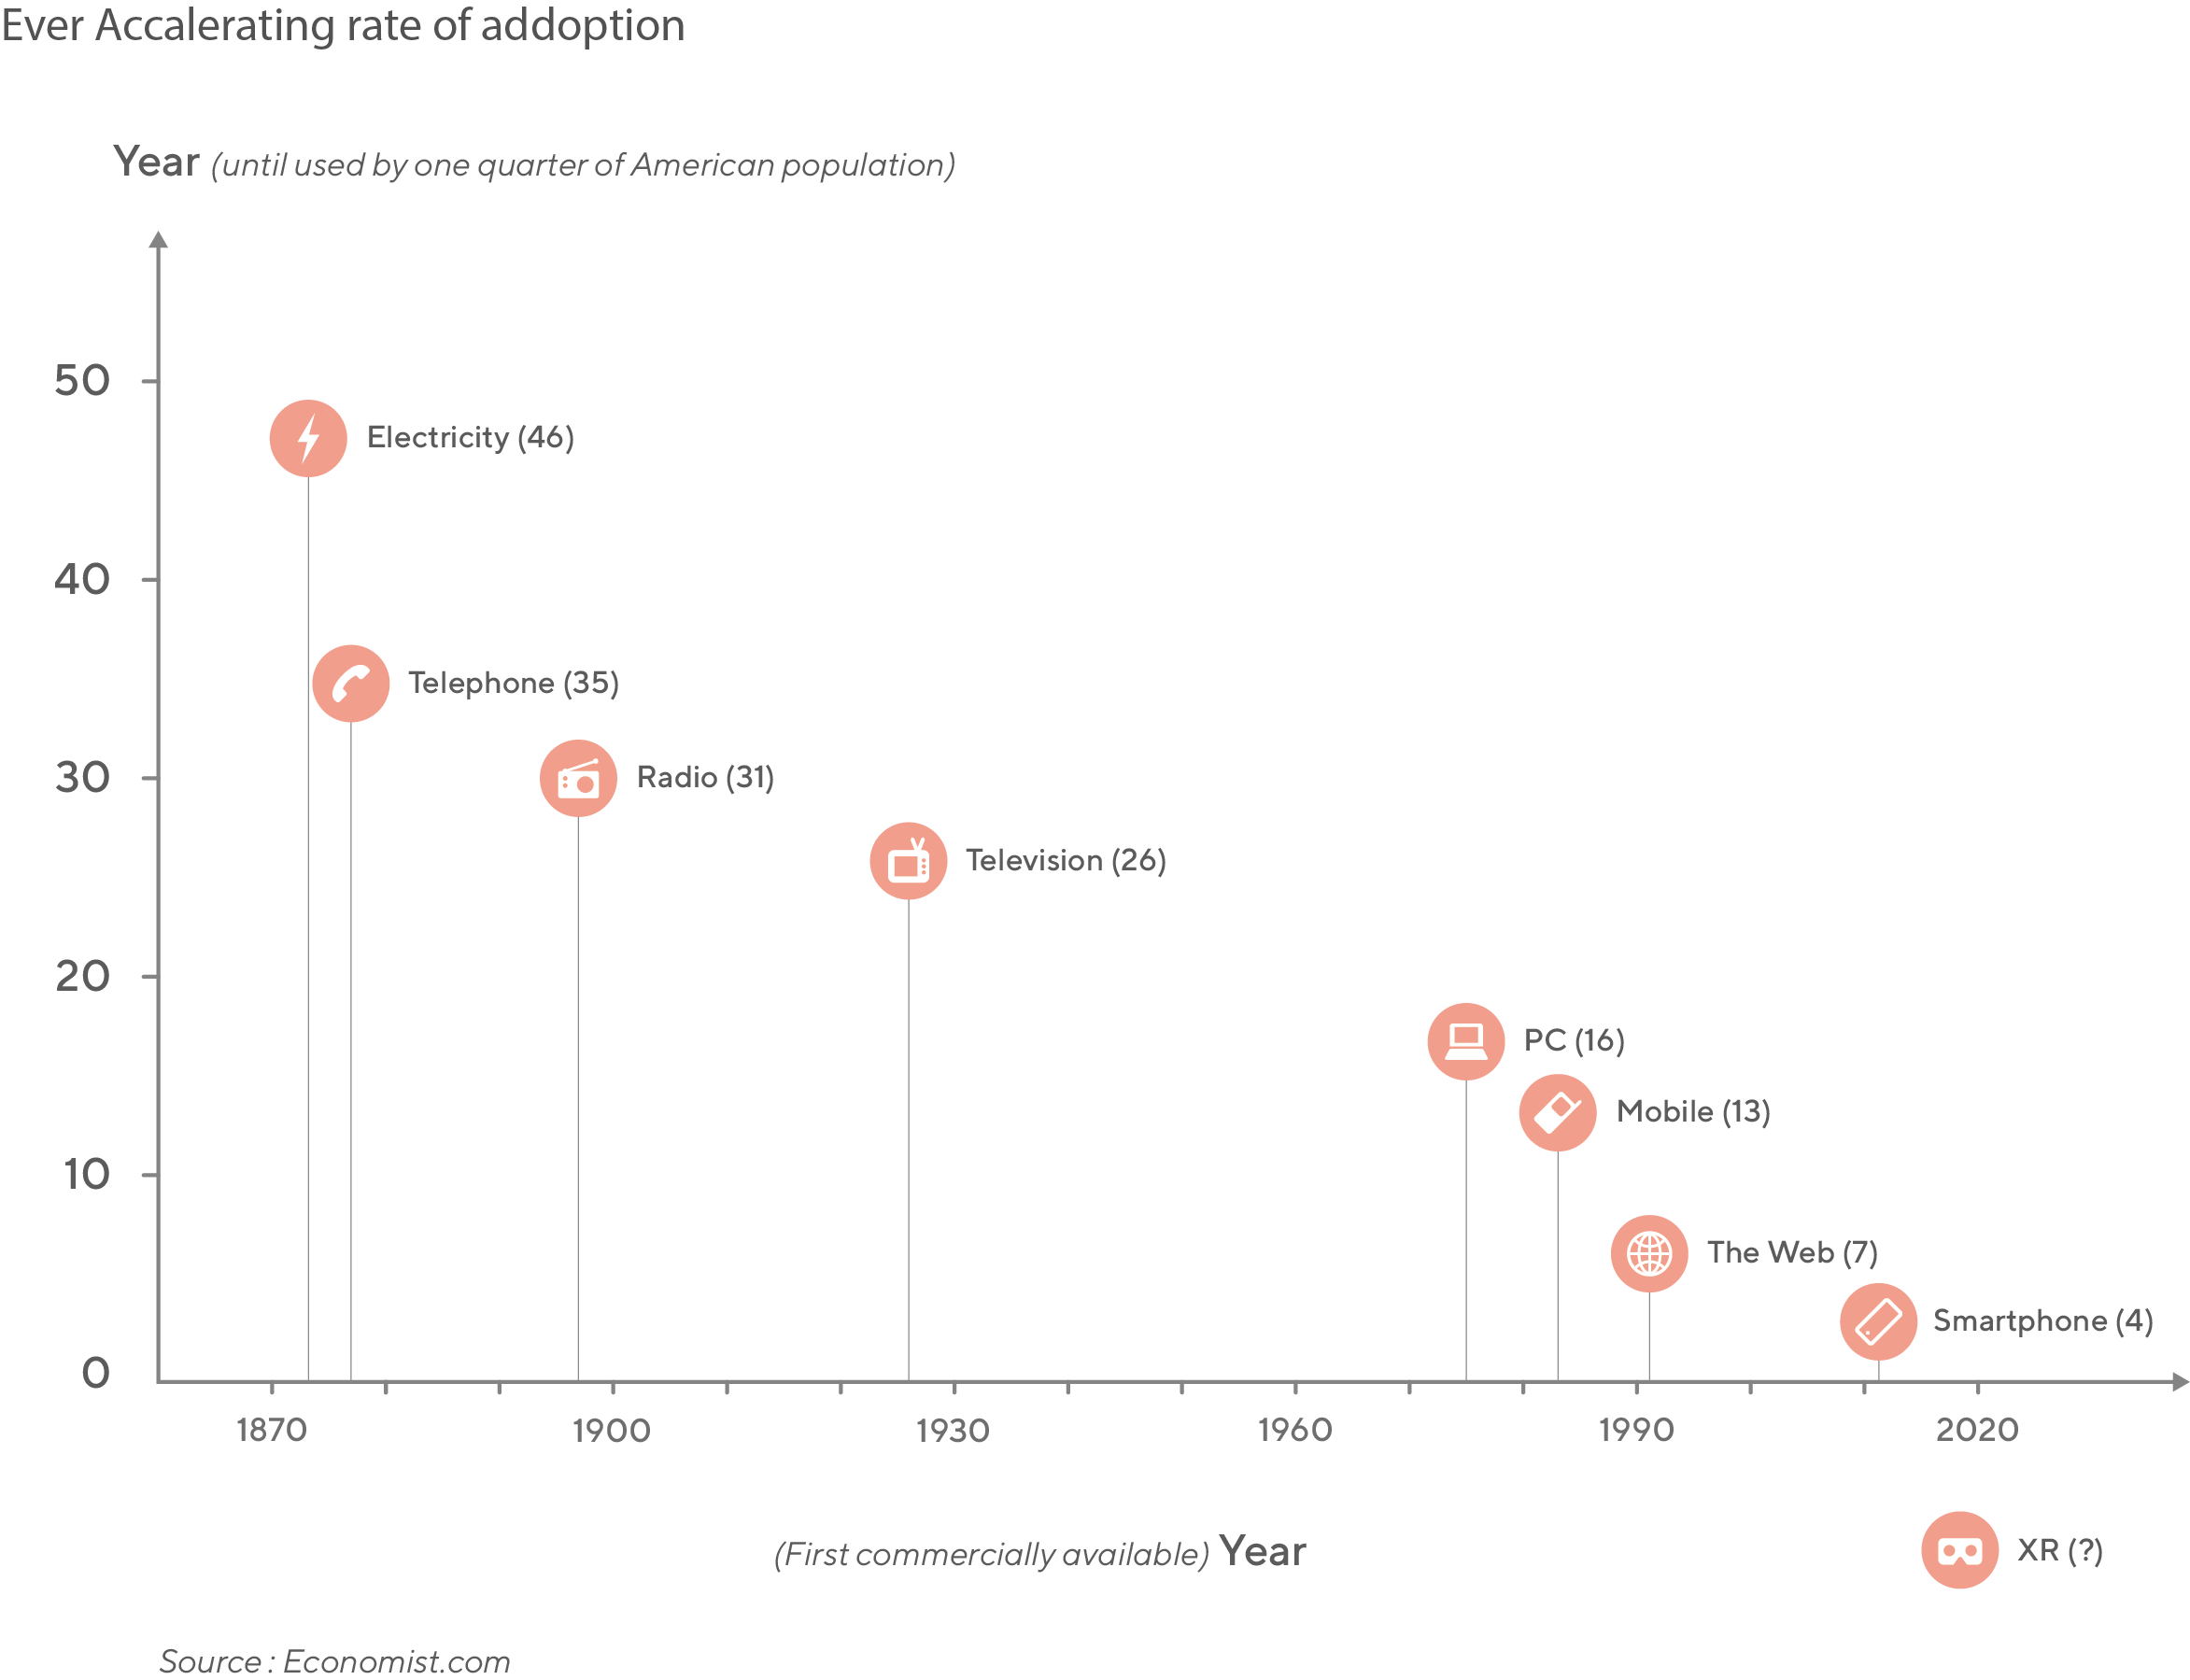 Ever Accalerating rate of addoption
Year (until used by one quarter of American population)
50
Electricity (46)
40
Telephone (35)
30
Radio (31)
Television (26)
20
PC (16)
Mobile (13)
10
The Web (7)
Smartphone (4)
0
1870 1900 1930 1960 1990 2020
(First commercially available) Year
XR (?)
Source : Economist.com